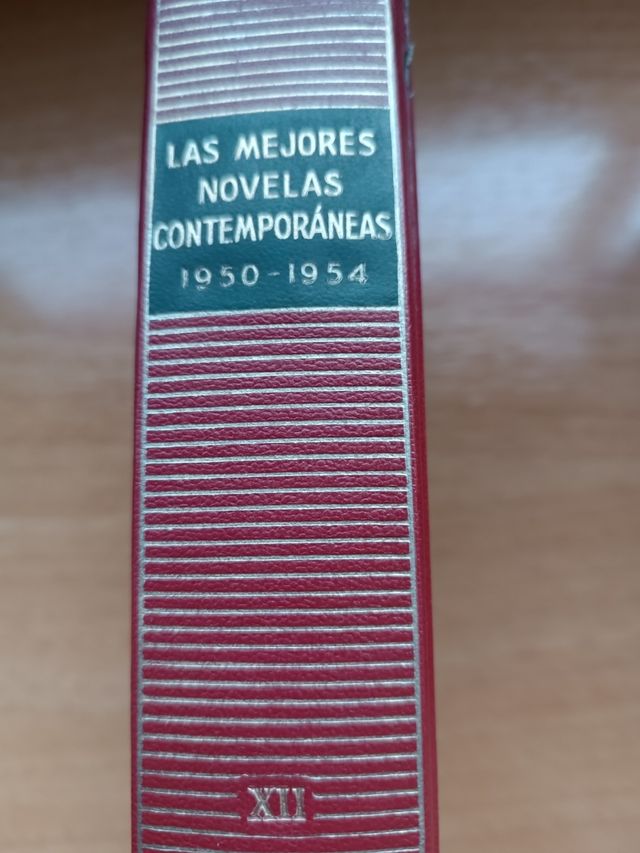 LAS MEJORES
NOVELAS
CONTEMPORÁNEAS
1950-1954
XII